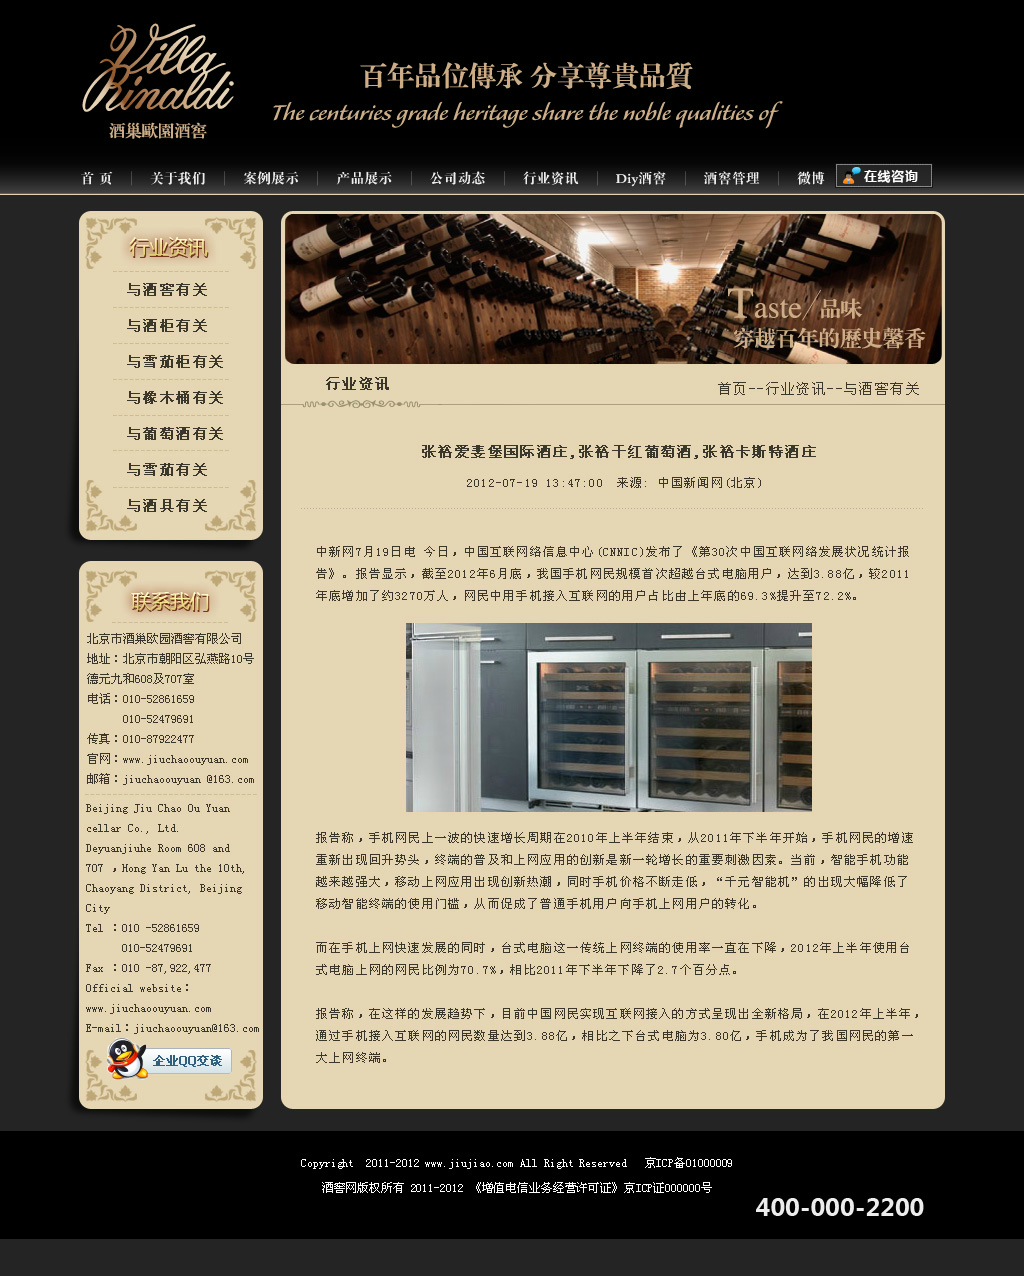 Villa
Rinaldi
酒巢歐園酒窖
百年品位傳承 分享尊貴品質
The centuries grade heritage share the noble qualities of
首 页
关于我们
案例展示
产品展示
公司动态
行业资讯
Diy酒窖
酒窖管理
微博
在线咨询
行业资讯
与酒窖有关
与酒柜有关
与雪茄柜有关
与橡木桶有关
与葡萄酒有关
与雪茄有关
与酒具有关
联系我们
北京市酒巢欧园酒窖有限公司
地址：北京市朝阳区弘燕路10号
德元九和608及707室
电话：010-52861659
010-52479691
传真：010-87922477
官网：www.jiuchaoouyuan.com
邮箱：jiuchaoouyuan @163.com
Beijing Jiu Chao Ou Yuan
cellar Co., Ltd.
Deyuanjiuhe Room 608 and
707 ，Hong Yan Lu the 10th,
Chaoyang District, Beijing
City
Tel ：010 -52861659
010-52479691
Fax ：010 -87,922,477
Official website：
www.jiuchaoouyuan.com
E-mail：jiuchaoouyuan@163.com
企业QQ交谈
Taste/品味
穿越百年的歷史馨香
行业资讯
首页--行业资讯--与酒窖有关
张裕爱斐堡国际酒庄,张裕干红葡萄酒,张裕卡斯特酒庄
2012-07-19 13:47:00 来源: 中国新闻网(北京)
中新网7月19日电 今日，中国互联网络信息中心(CNNIC)发布了《第30次中国互联网络发展状况统计报
告》。报告显示，截至2012年6月底，我国手机网民规模首次超越台式电脑用户，达到3.88亿，较2011
年底增加了约3270万人，网民中用手机接入互联网的用户占比由上年底的69.3%提升至72.2%。
报告称，手机网民上一波的快速增长周期在2010年上半年结束，从2011年下半年开始，手机网民的增速
重新出现回升势头，终端的普及和上网应用的创新是新一轮增长的重要刺激因素。当前，智能手机功能
越来越强大，移动上网应用出现创新热潮，同时手机价格不断走低，“千元智能机”的出现大幅降低了
移动智能终端的使用门槛，从而促成了普通手机用户向手机上网用户的转化。
而在手机上网快速发展的同时，台式电脑这一传统上网终端的使用率一直在下降，2012年上半年使用台
式电脑上网的网民比例为70.7%，相比2011年下半年下降了2.7个百分点。
报告称，在这样的发展趋势下，目前中国网民实现互联网接入的方式呈现出全新格局，在2012年上半年，
通过手机接入互联网的网民数量达到3.88亿，相比之下台式电脑为3.80亿，手机成为了我国网民的第一
大上网终端。
Copyright 2011-2012 www.jiujiao.com All Right Reserved 京ICP备01000009
酒窖网版权所有 2011-2012 《增值电信业务经营许可证》京ICP证000000号
400-000-2200